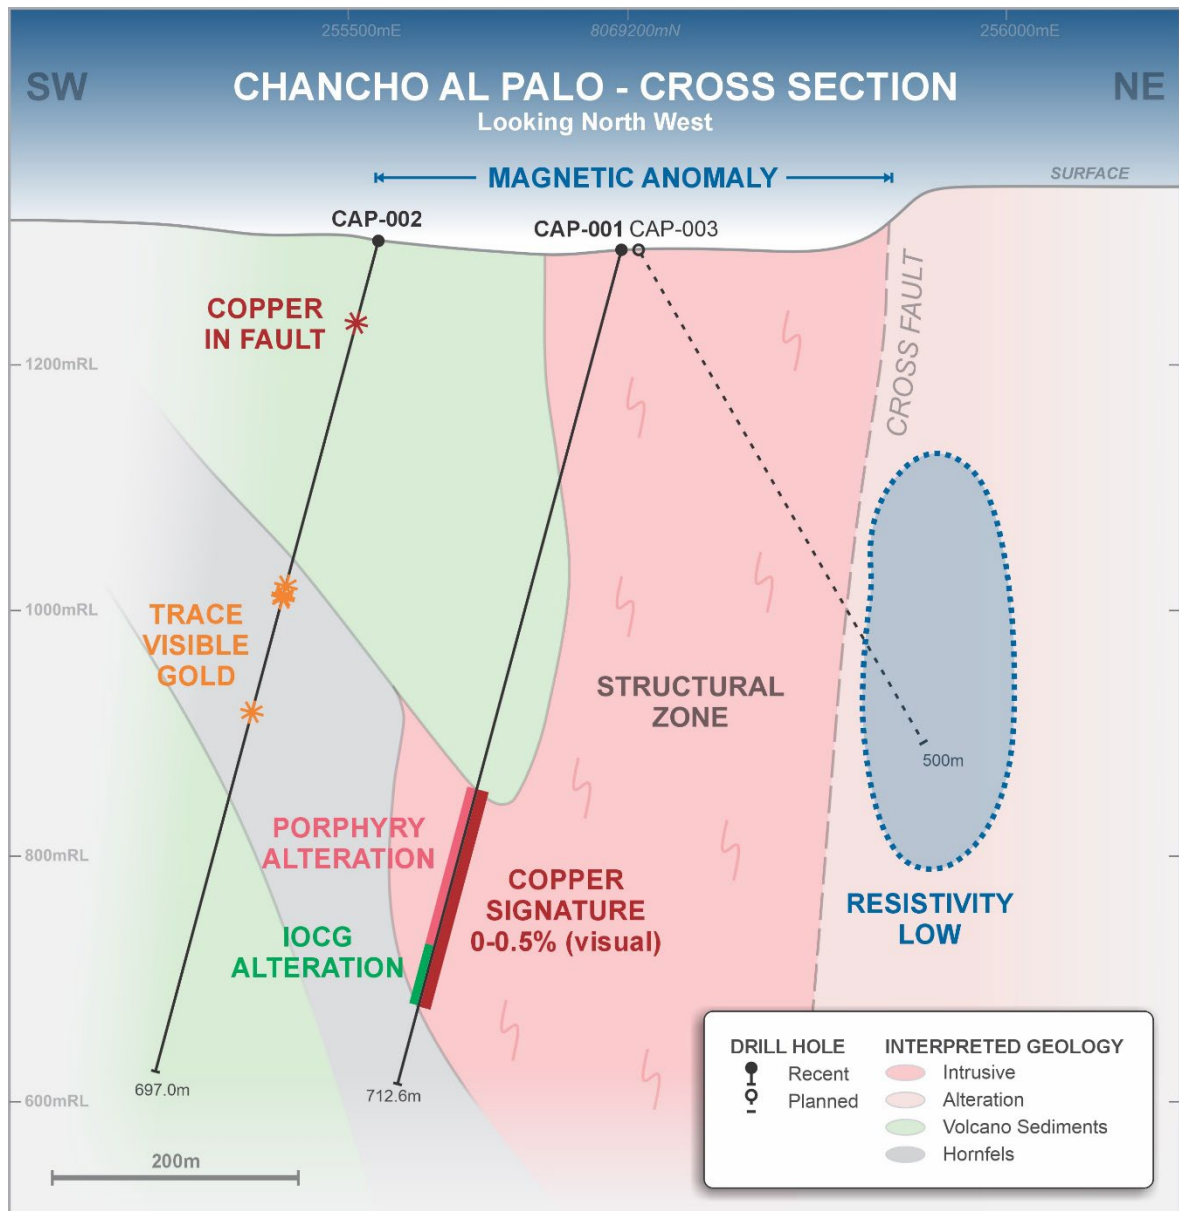 255500mE
8069200mN
256000mE
SW
CHANCHO AL PALO - CROSS SECTION
NE
Looking North West
MAGNETIC ANOMALY
SURFACE
CAP-002
CAP-001 CAP-003
COPPER
IN FAULT
CROSS FAULT
1200mRL
1000mRL
TRACE
VISIBLE
GOLD
STRUCTURAL
ZONE
500m
PORPHYRY
ALTERATION
800mRL
COPPER
SIGNATURE
0-0.5% (visual)
RESISTIVITY
LOW
IOCG
ALTERATION
697.0m
712.6m
600mRL
200m
DRILL HOLE
Recent
Planned
INTERPRETED GEOLOGY
Intrusive
Alteration
Volcano Sediments
Hornfels